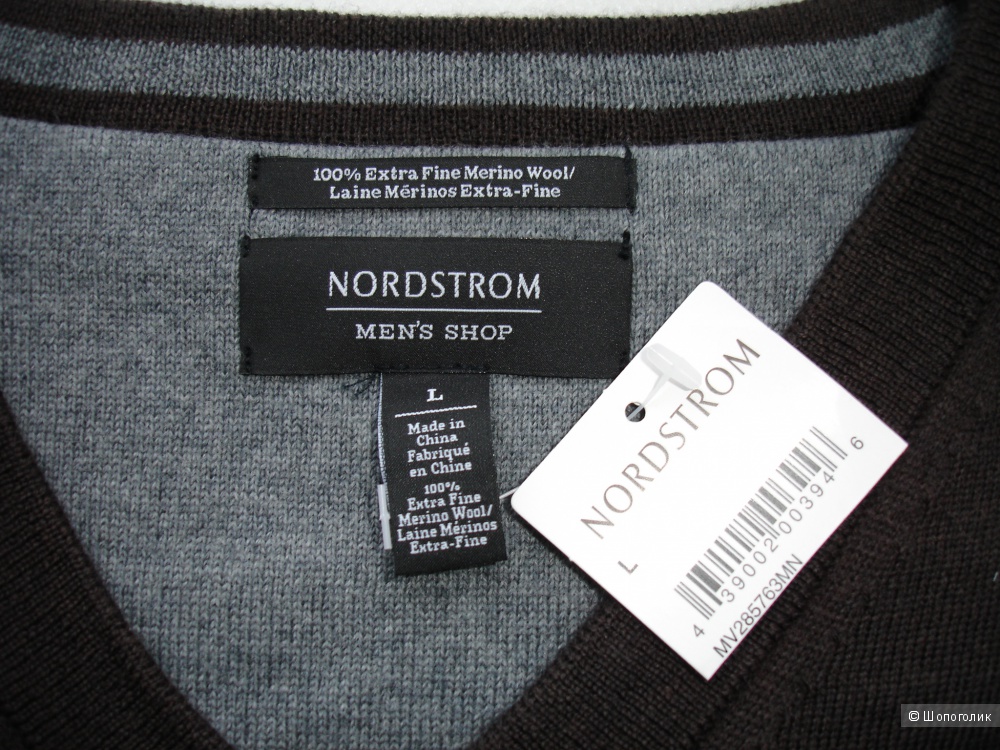 100% Extra Fine Merino Wool/
Laine Mérinos Extra-Fine
NORDSTROM
MEN'S SHOP
L
Made in
China
Fabriqué
en Chine
100%
Extra Fine
Merino Wool/
Laine Mérinos
Extra-Fine
NORDSTROM
L
4 39002 00394 6
MV285763MN
© Шопоголик